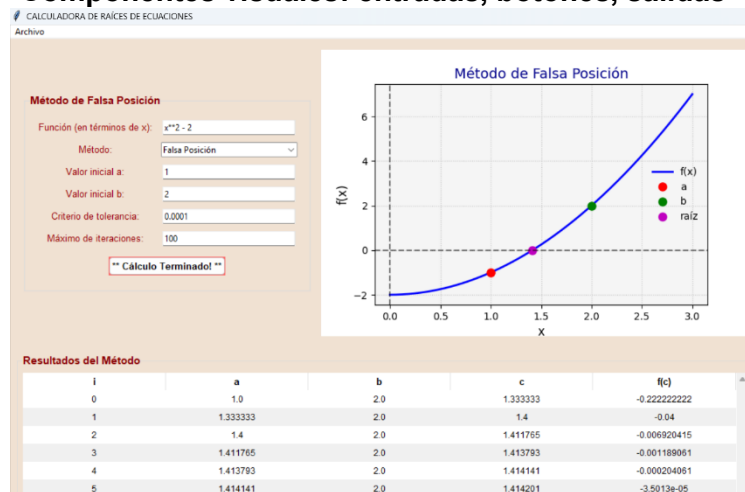 Componentes visuales: entradas, botones, salidas
CALCULADORA DE RAÍCES DE ECUACIONES
Archivo
Método de Falsa Posición
Función (en términos de x): x**2 - 2
Método: Falsa Posición
Valor inicial a: 1
Valor inicial b: 2
Criterio de tolerancia: 0.0001
Máximo de iteraciones: 100
** Cálculo Terminado! **
Método de Falsa Posición
f(x)
6
4
2
0
−2
0.0 0.5 1.0 1.5 2.0 2.5 3.0
x
f(x)
a
b
raíz
Resultados del Método
i a b c f(c)
0 1.0 2.0 1.333333 -0.222222222
1 1.333333 2.0 1.4 -0.04
2 1.4 2.0 1.411765 -0.006920415
3 1.411765 2.0 1.413793 -0.001189061
4 1.413793 2.0 1.414141 -0.000204061
5 1.414141 2.0 1.414201 -3.5013e-05